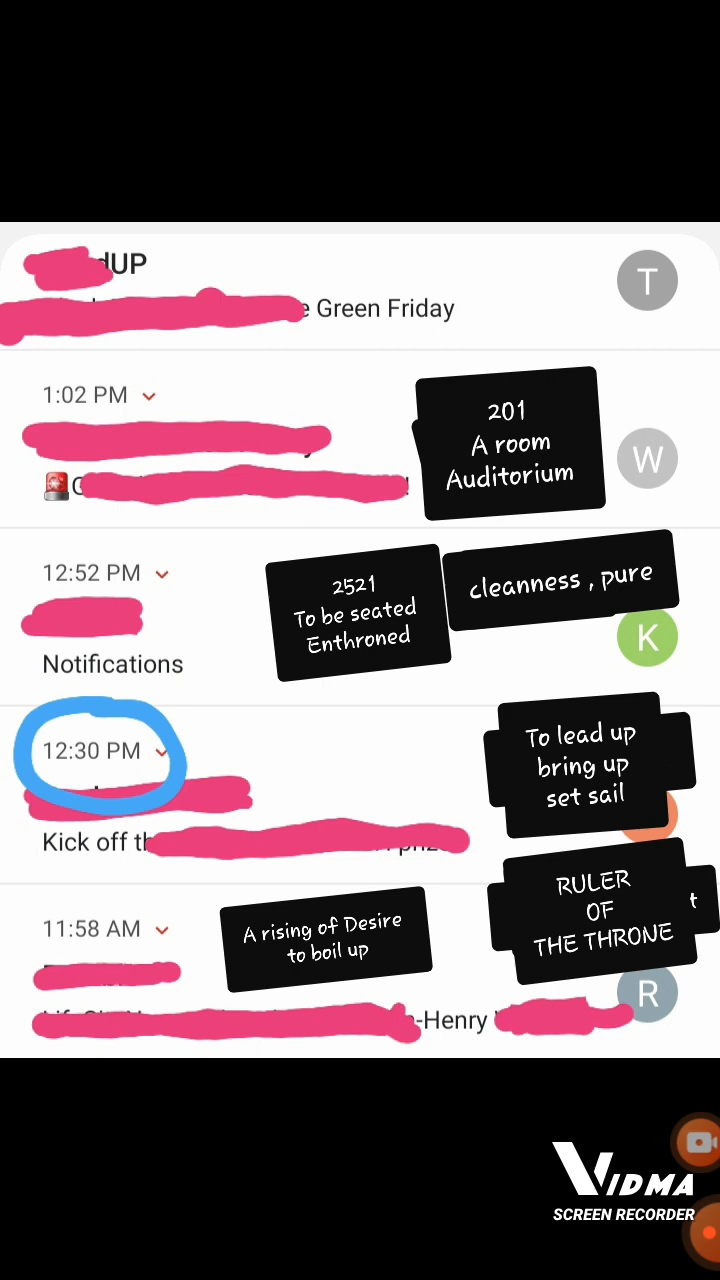 dUP
T
e Green Friday
1:02 PM
201
A room
Auditorium
W
12:52 PM
2521
To be seated
Enthroned
cleanness , pure
K
Notifications
12:30 PM
To lead up
bring up
set sail
Kick off th
RULER
OF
THE THRONE
t
11:58 AM
A rising of Desire
to boil up
R
-Henry
VIDMA
SCREEN RECORDER